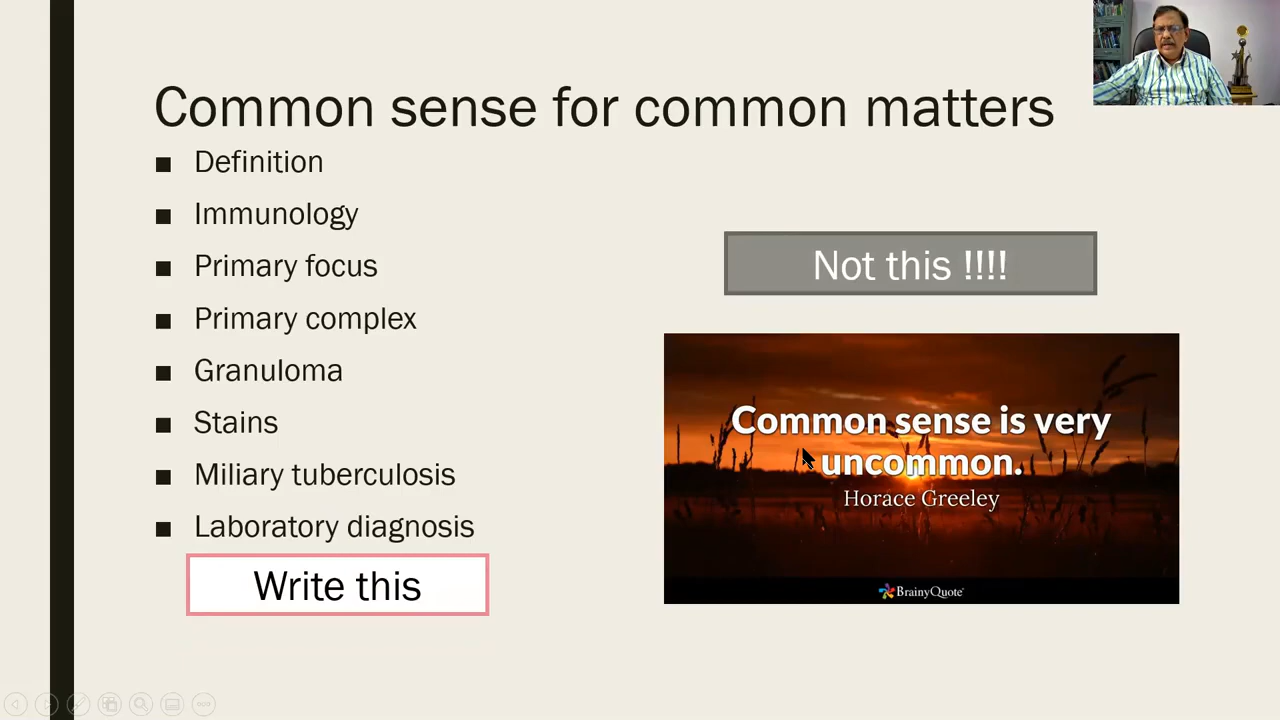 Common sense for common matters
Definition
Immunology
Primary focus
Primary complex
Granuloma
Stains
Miliary tuberculosis
Laboratory diagnosis
Write this
Not this !!!!
Common sense is very
uncommon.
Horace Greeley
BrainyQuote®